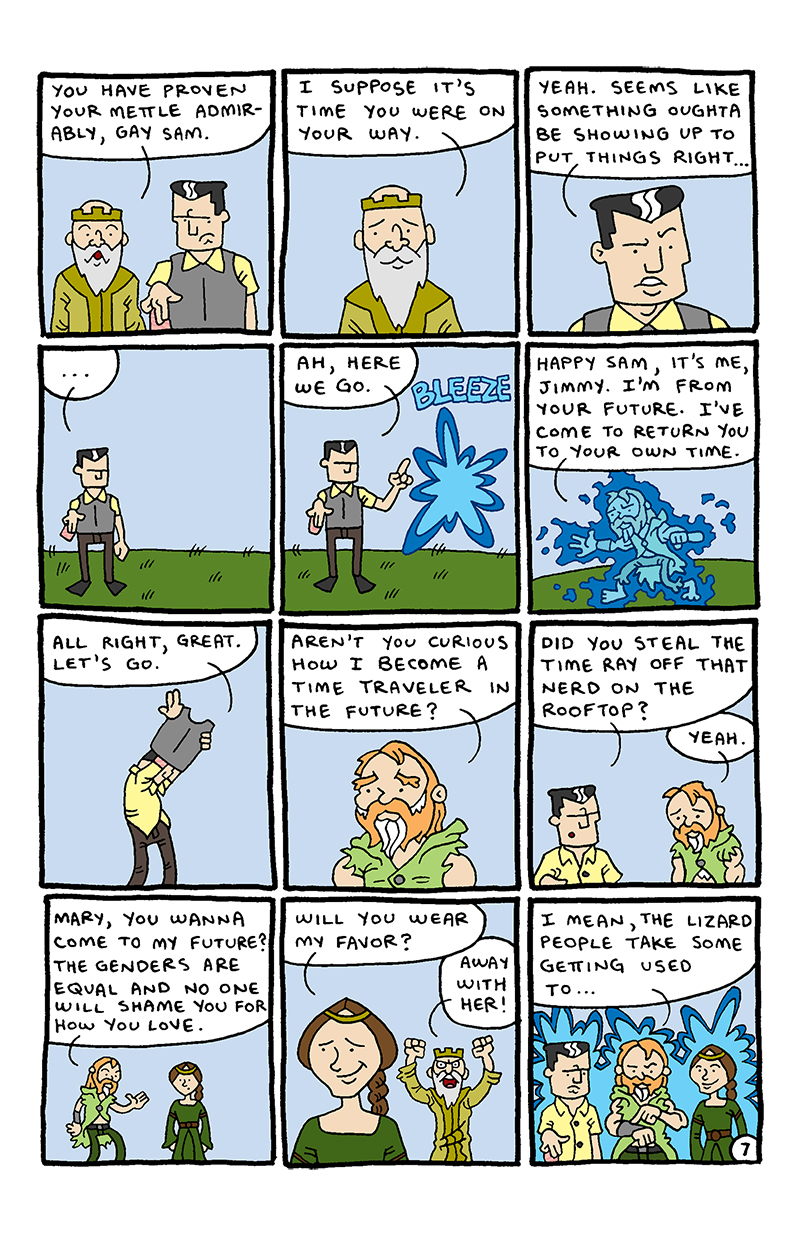 YOU HAVE PROVEN
YOUR METTLE ADMIR-
ABLY, GAY SAM.
I SUPPOSE IT'S
TIME YOU WERE ON
YOUR WAY.
YEAH. SEEMS LIKE
SOMETHING OUGHTA
BE SHOWING UP TO
PUT THINGS RIGHT...
...
AH, HERE
WE GO.
BLEEZE
HAPPY SAM, IT'S ME,
JIMMY. I'M FROM
YOUR FUTURE. I'VE
COME TO RETURN YOU
TO YOUR OWN TIME.
ALL RIGHT, GREAT.
LET'S GO.
AREN'T YOU CURIOUS
HOW I BECOME A
TIME TRAVELER IN
THE FUTURE?
DID YOU STEAL THE
TIME RAY OFF THAT
NERD ON THE
ROOFTOP?
YEAH.
MARY, YOU WANNA
COME TO MY FUTURE?
THE GENDERS ARE
EQUAL AND NO ONE
WILL SHAME YOU FOR
HOW YOU LOVE.
WILL YOU WEAR
MY FAVOR?
AWAY
WITH
HER!
I MEAN, THE LIZARD
PEOPLE TAKE SOME
GETTING USED
TO...
7